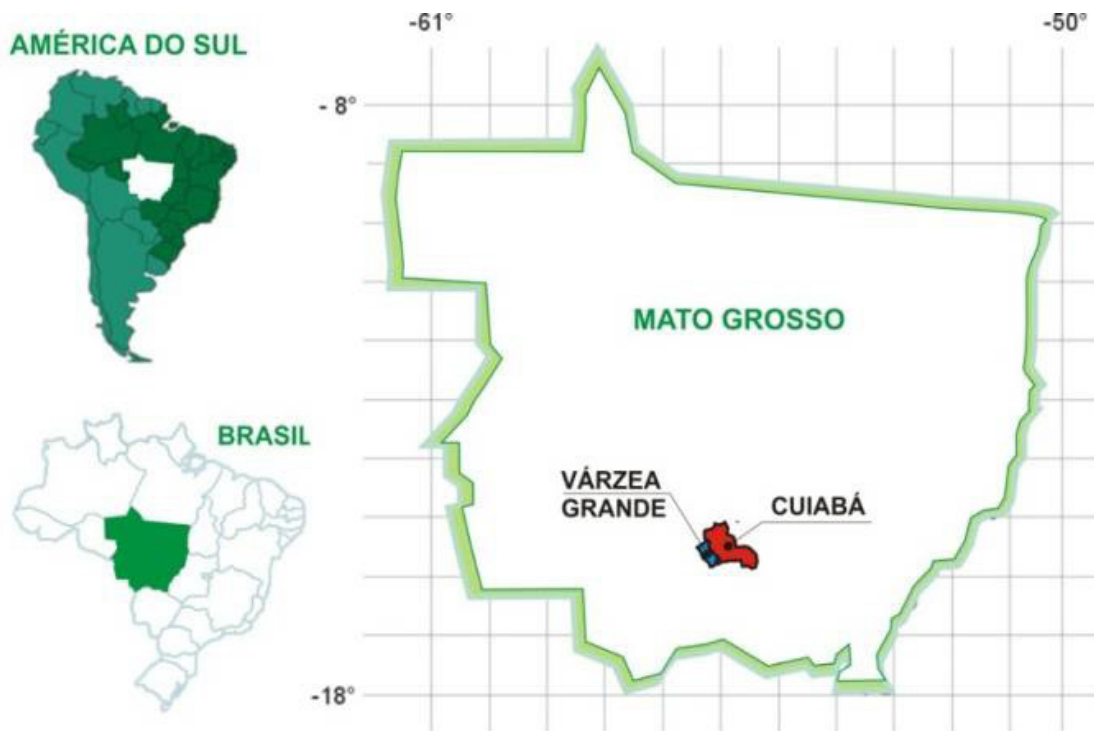 AMÉRICA DO SUL
BRASIL
-61°
-50°
- 8°
MATO GROSSO
VÁRZEA
GRANDE
CUIABÁ
-18°